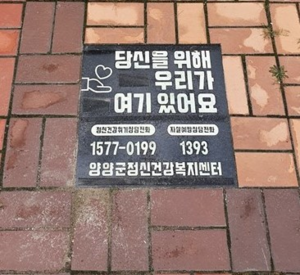 당신을 위해
우리가
여기 있어요
정신건강위기상담전화 자살예방상담전화
1577-0199 1393
양양군정신건강복지센터